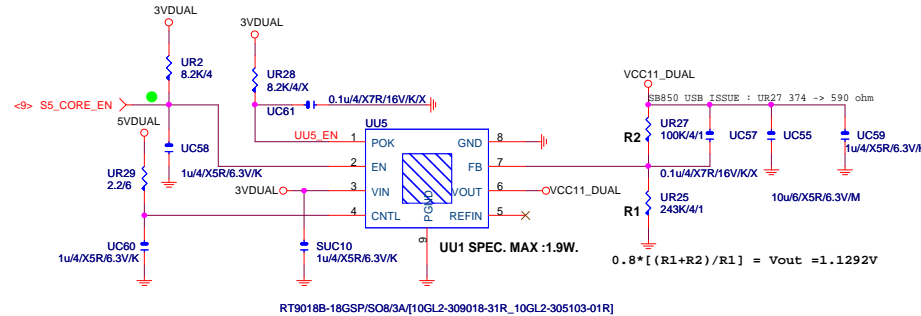 3VDUAL
3VDUAL
UR2
8.2K/4
UR28
8.2K/4/X
VCC11_DUAL
<9> S5_CORE_EN
0.1u/4/X7R/16V/K/X
UC61
SB850 USB ISSUE : UR27 374 -> 590 ohm
5VDUAL
UU5
UR27
100K/4/1
R2
UC57
UC55
UC59
1u/4/X5R/6.3V/K
UU5_EN
1
POK
GND
8
UC58
1u/4/X5R/6.3V/K
2
EN
FB
7
0.1u/4/X7R/16V/K/X
UR29
2.2/6
3VDUAL
3
VIN
VOUT
6
VCC11_DUAL
UR25
243K/4/1
R1
10u/6/X5R/6.3V/M
4
CNTL
PGND
REFIN
5
9
UC60
1u/4/X5R/6.3V/K
SUC10
1u/4/X5R/6.3V/K
UU1 SPEC. MAX :1.9W.
0.8*[(R1+R2)/R1] = Vout =1.1292V
RT9018B-18GSP/SO8/3A/[10GL2-309018-31R_10GL2-305103-01R]